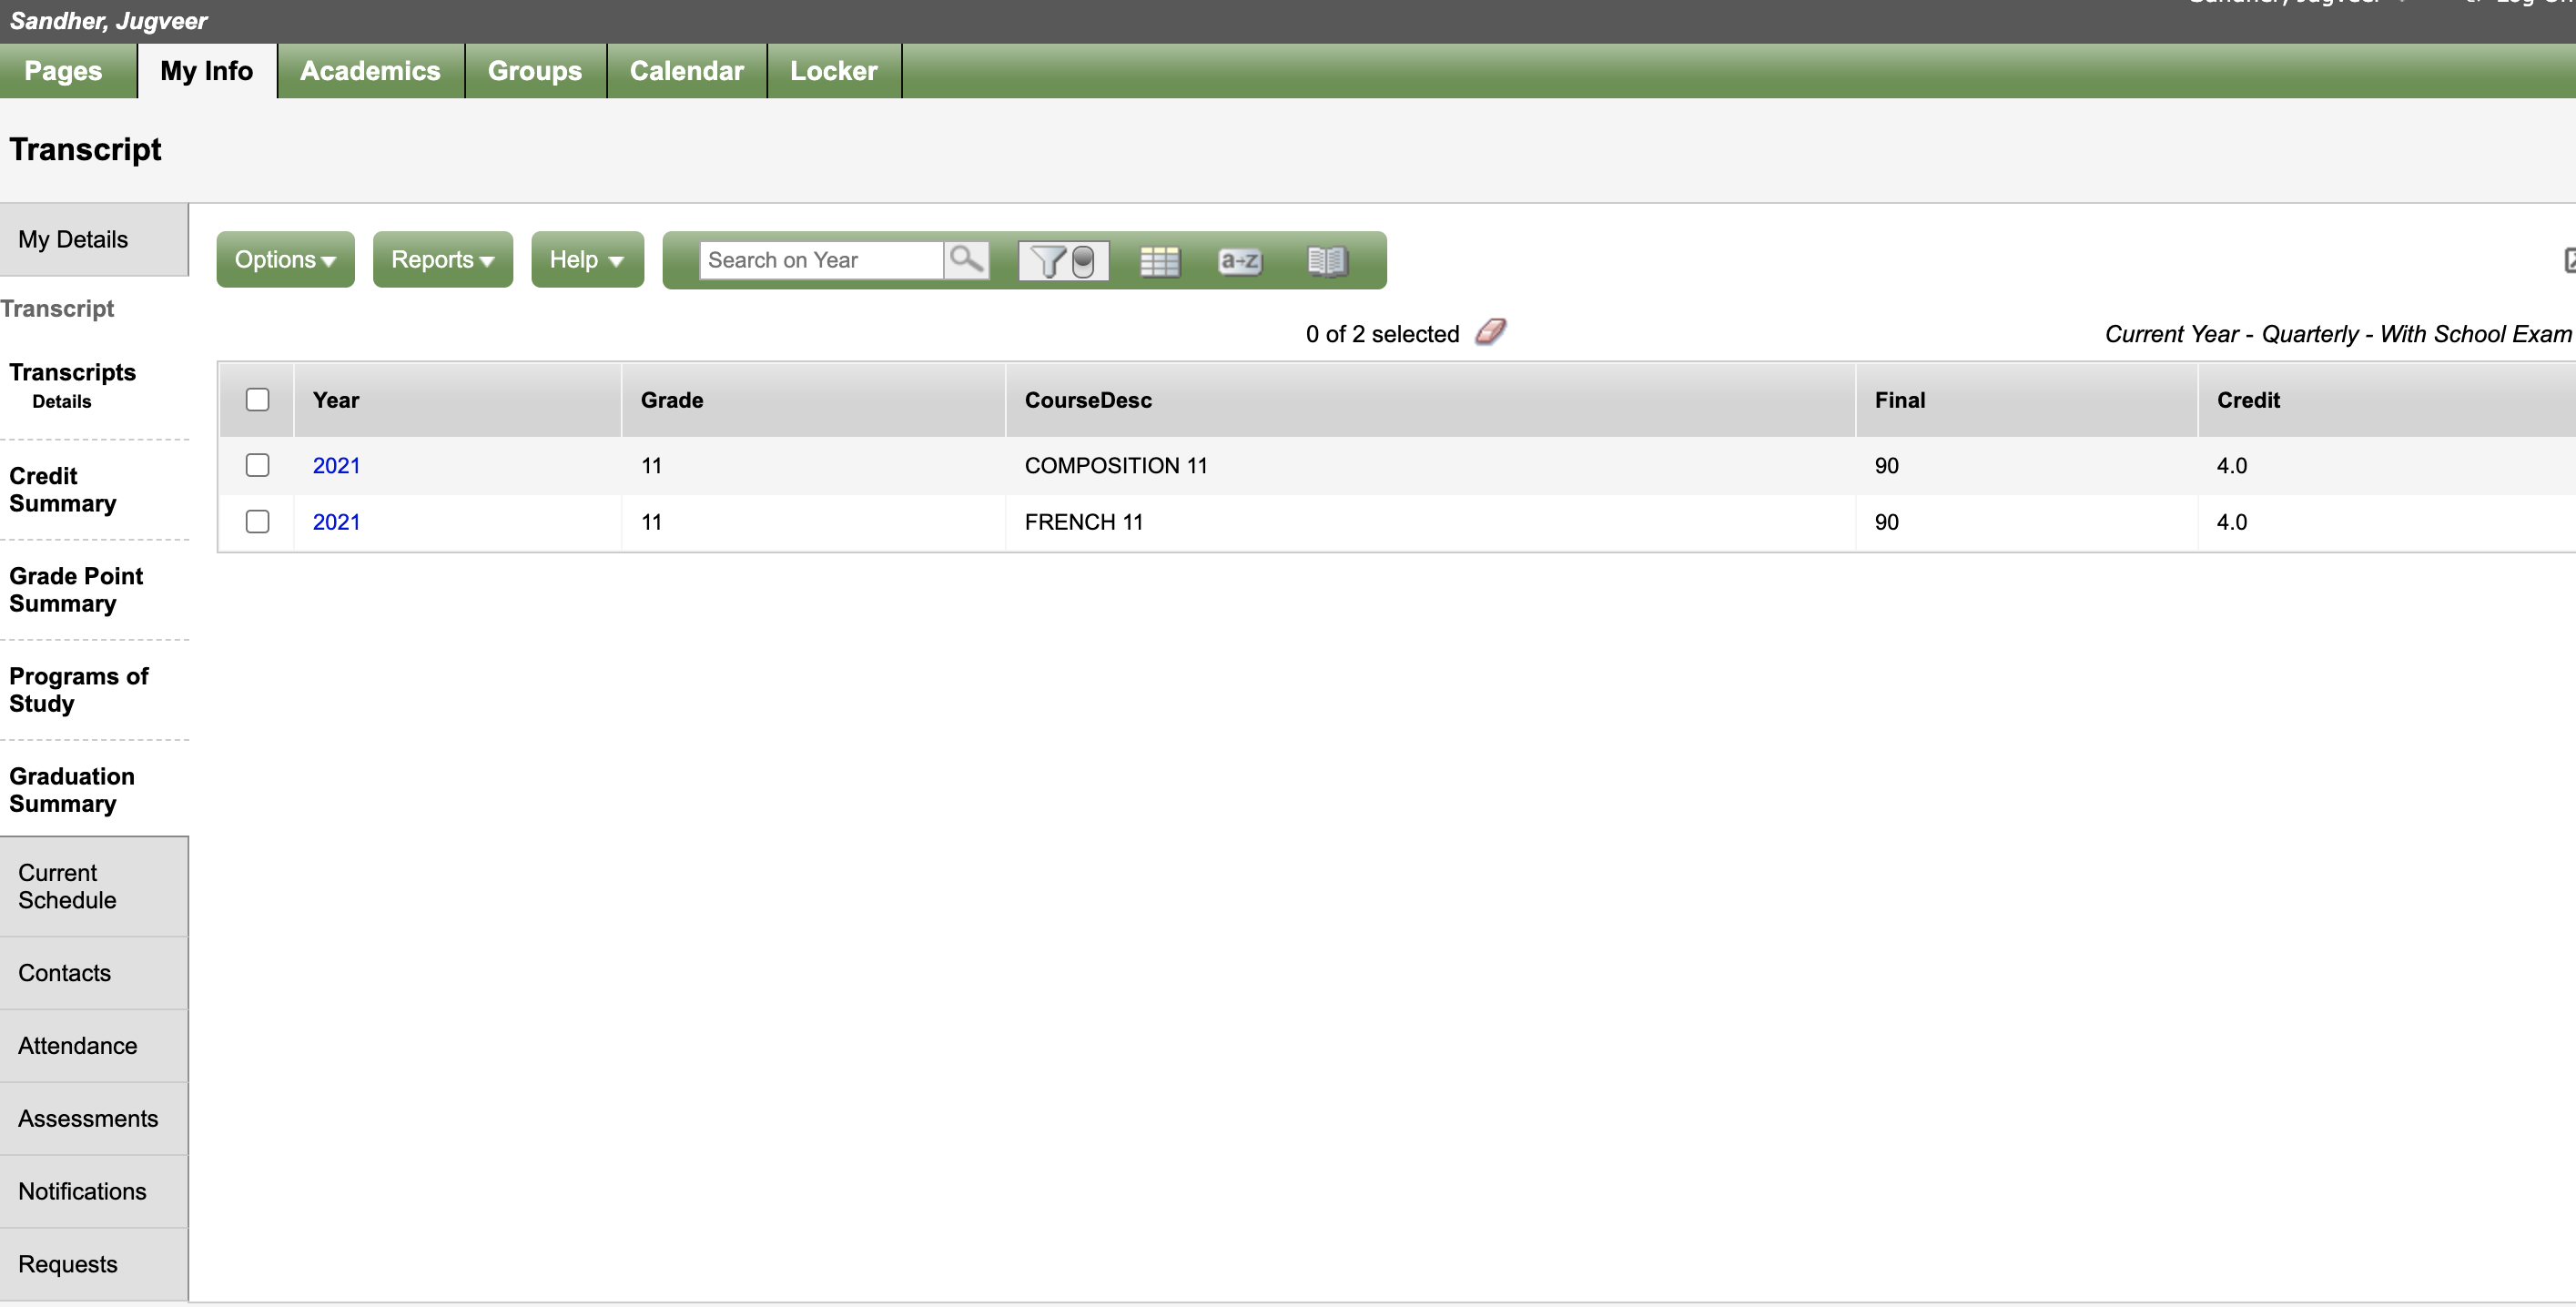 Sandher, Jugveer
Pages My Info Academics Groups Calendar Locker
Transcript
My Details
Transcript
Transcripts
Details
Credit
Summary
Grade Point
Summary
Programs of
Study
Graduation
Summary
Current
Schedule
Contacts
Attendance
Assessments
Notifications
Requests
Options Reports Help Search on Year a-z
0 of 2 selected Current Year - Quarterly - With School Exam
Year Grade CourseDesc Final Credit
2021 11 COMPOSITION 11 90 4.0
2021 11 FRENCH 11 90 4.0